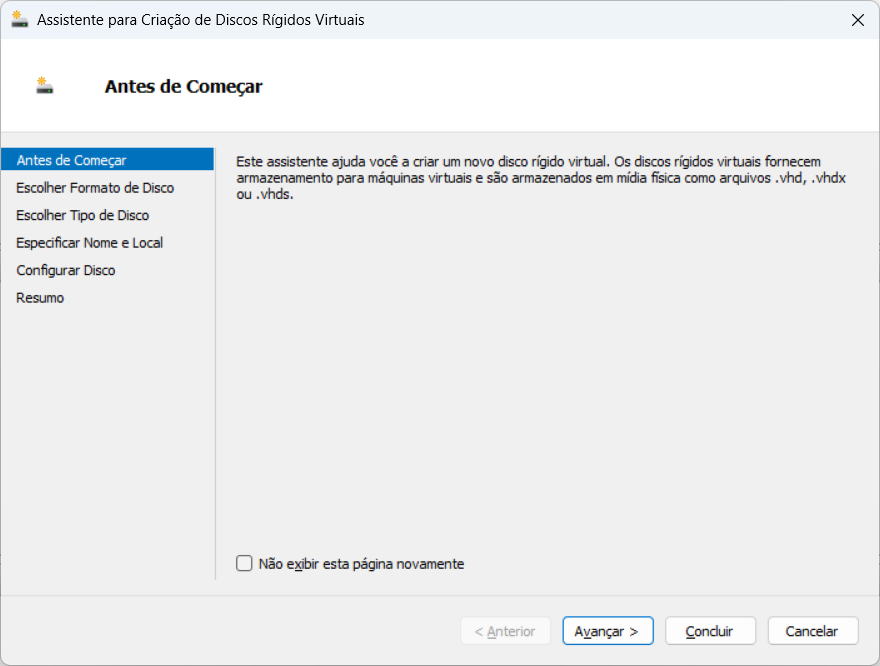 Assistente para Criação de Discos Rígidos Virtuais
Antes de Começar
Antes de Começar
Escolher Formato de Disco
Escolher Tipo de Disco
Especificar Nome e Local
Configurar Disco
Resumo
Este assistente ajuda você a criar um novo disco rígido virtual. Os discos rígidos virtuais fornecem
armazenamento para máquinas virtuais e são armazenados em mídia física como arquivos .vhd, .vhdx
ou .vhds.
Não exibir esta página novamente
< Anterior
Avançar >
Concluir
Cancelar